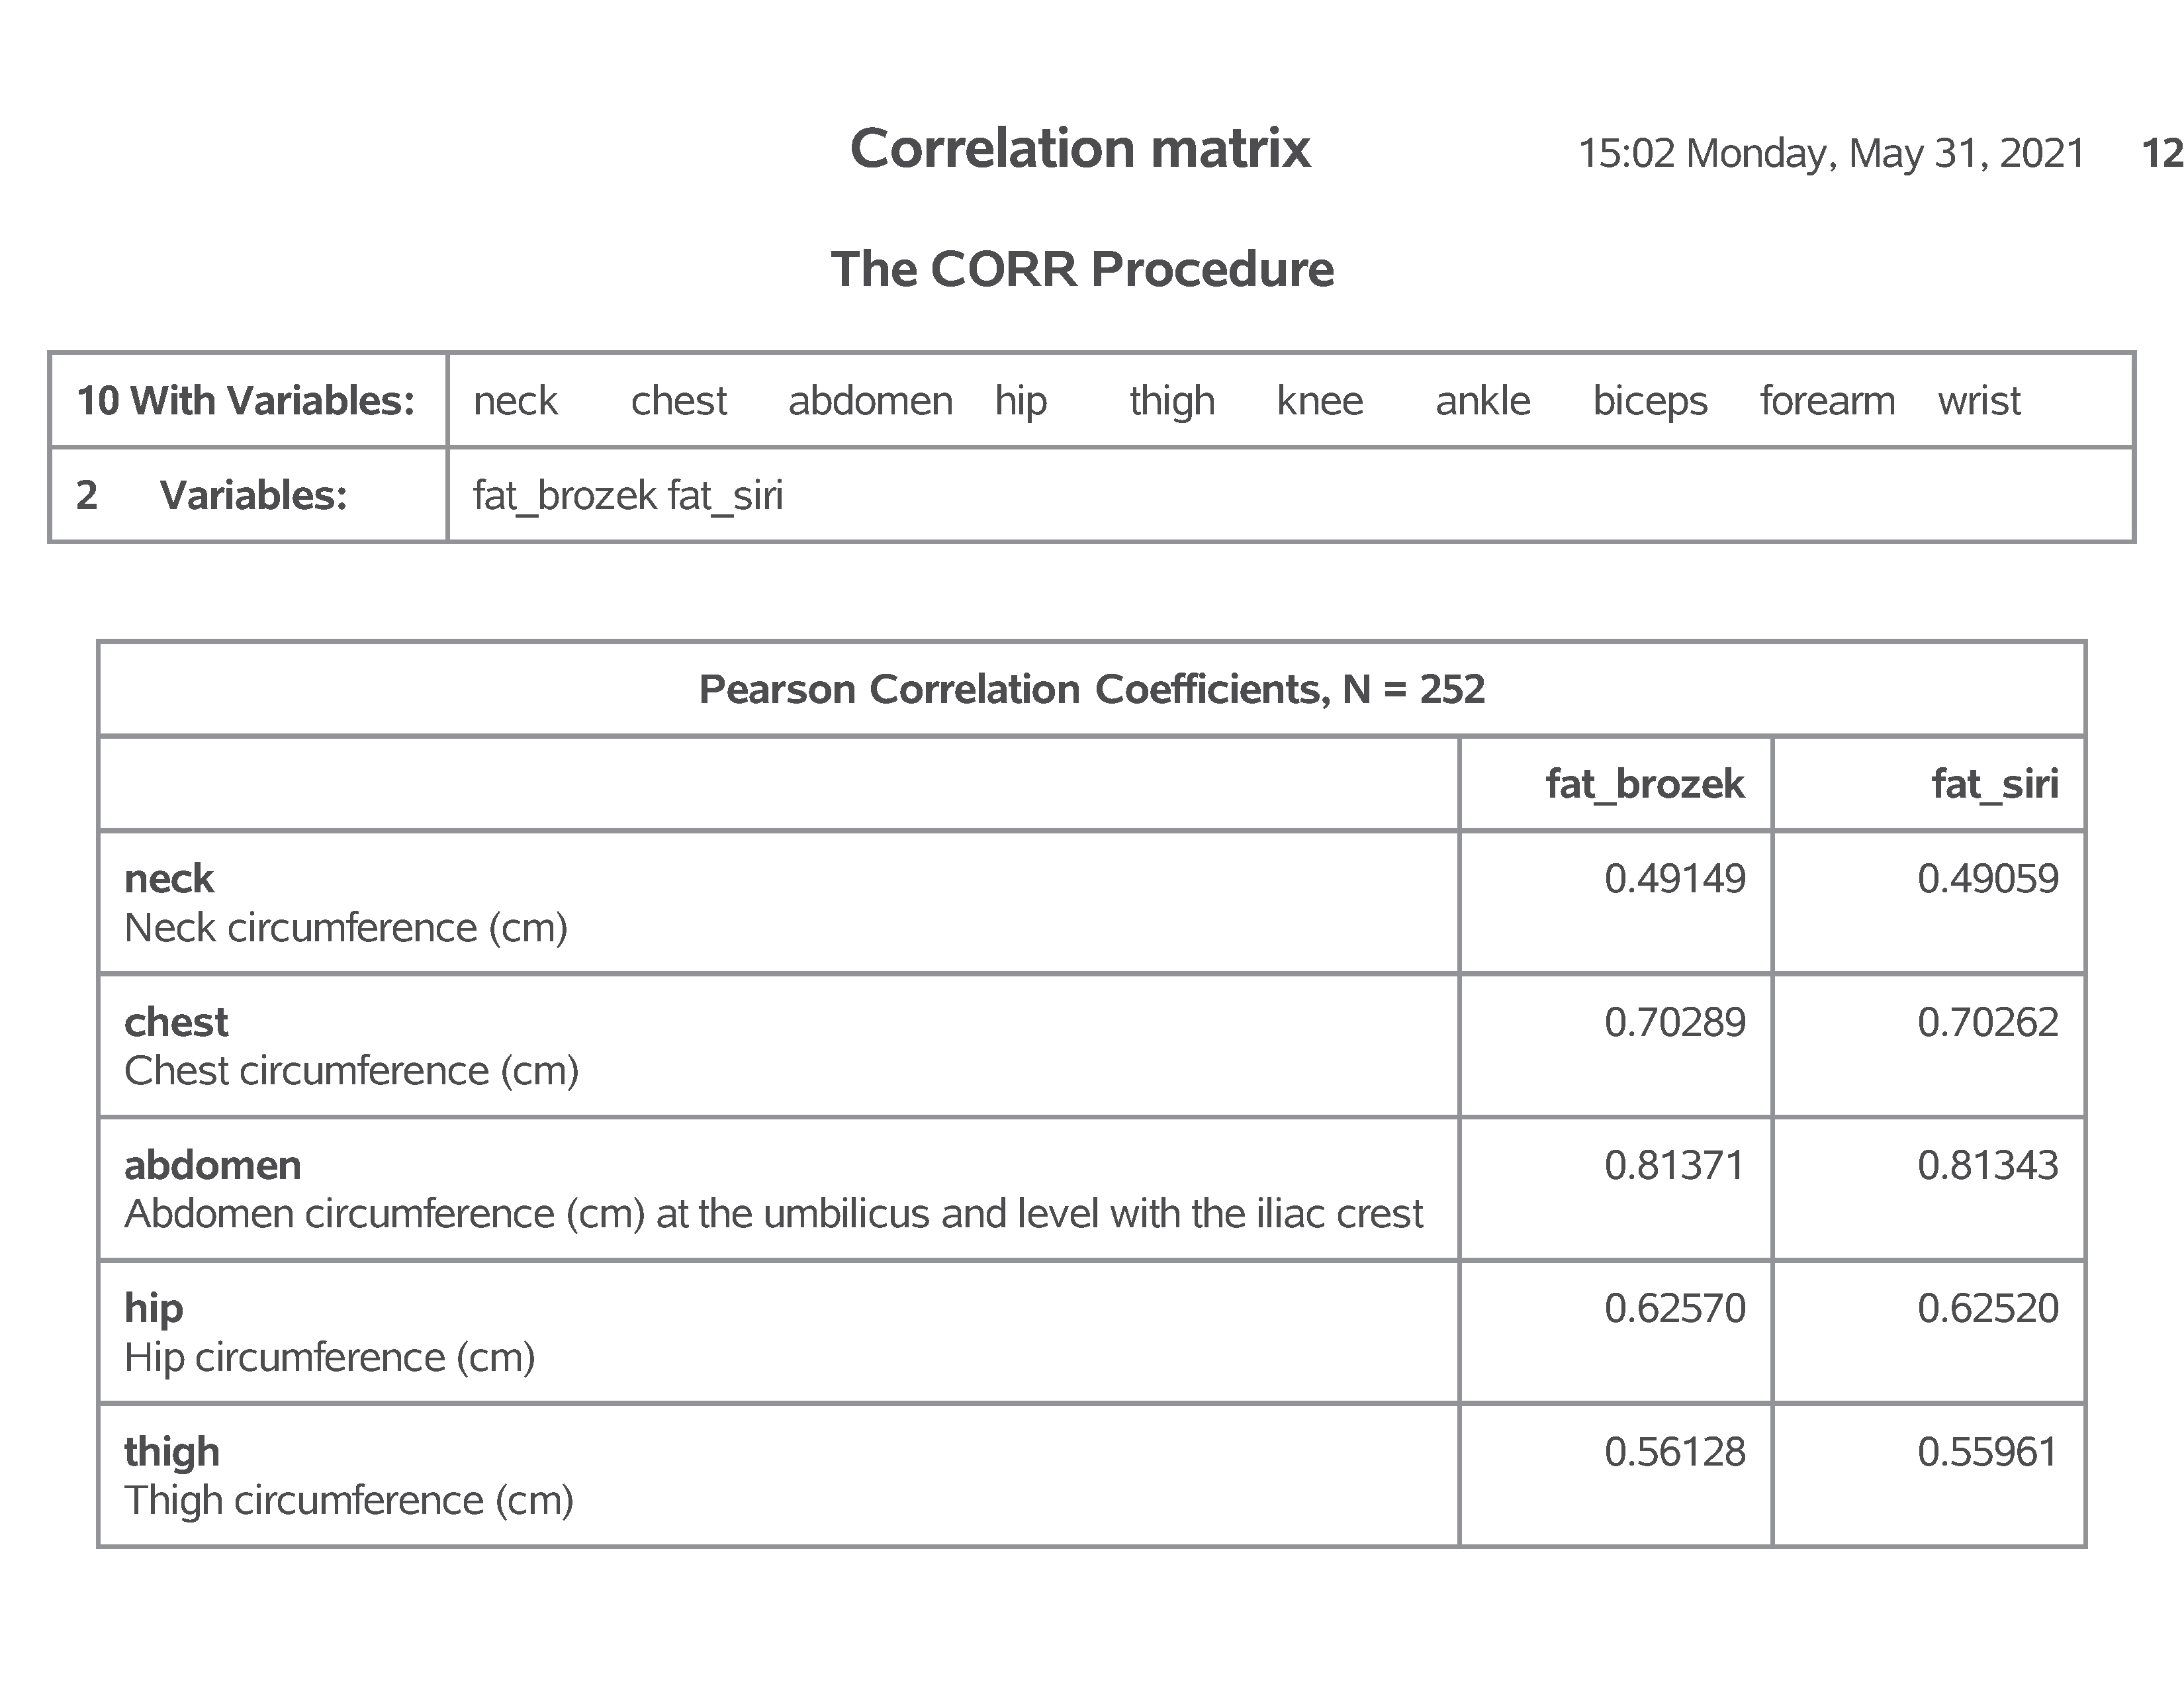 Correlation matrix 15:02 Monday, May 31, 2021 12
The CORR Procedure
10 With Variables: neck chest abdomen hip thigh knee ankle biceps forearm wrist
2 Variables: fat_brozek fat_siri
Pearson Correlation Coefficients, N = 252
fat_brozek fat_siri
neck 0.49149 0.49059
Neck circumference (cm)
chest 0.70289 0.70262
Chest circumference (cm)
abdomen 0.81371 0.81343
Abdomen circumference (cm) at the umbilicus and level with the iliac crest
hip 0.62570 0.62520
Hip circumference (cm)
thigh 0.56128 0.55961
Thigh circumference (cm)